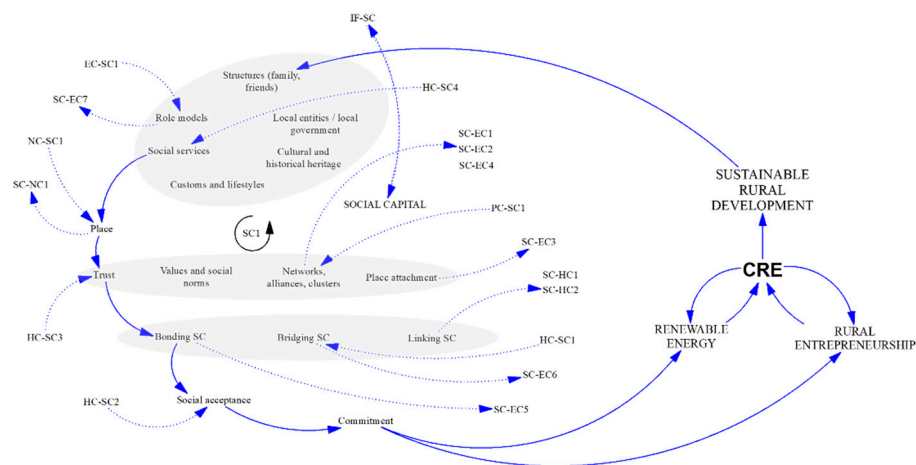 IF-SC
EC-SC1
Structures (family,
friends)
HC-SC4
SC-EC7
Role models
Local entities / local
government
SC-EC1
SC-EC2
SC-EC4
NC-SC1
Social services
Cultural and
historical heritage
SC-NC1
Customs and lifestyles
SOCIAL CAPITAL
PC-SC1
SUSTAINABLE
RURAL
DEVELOPMENT
Place
SC1
SC-EC3
Trust
Values and social
norms
Networks,
alliances, clusters
Place attachment
SC-HC1
SC-HC2
CRE
HC-SC3
Bonding SC
Bridging SC
Linking SC
HC-SC1
RENEWABLE
ENERGY
RURAL
ENTREPRENEURSHIP
SC-EC6
HC-SC2
Social acceptance
SC-EC5
Commitment